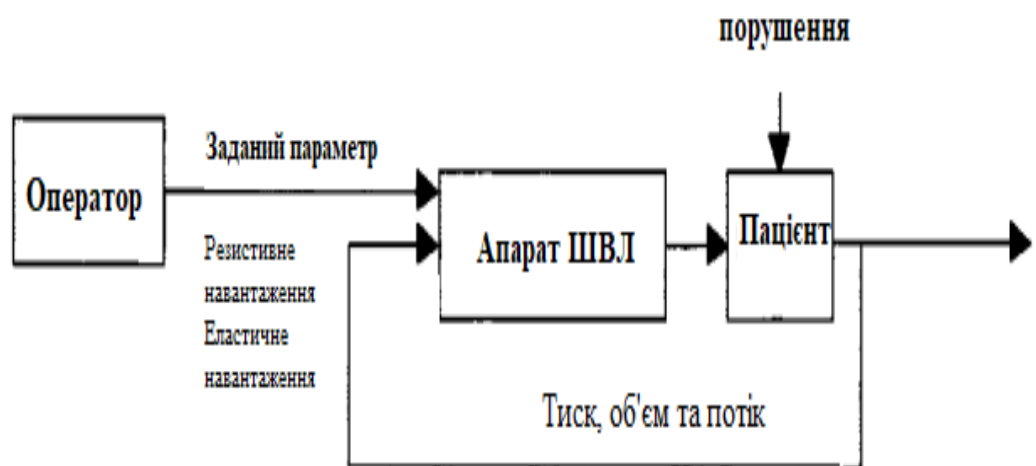 порушення
Оператор
Заданий параметр
Резистивне
навантаження
Еластичне
навантаження
Апарат ШВЛ
Пацієнт
Тиск, об'єм та потік